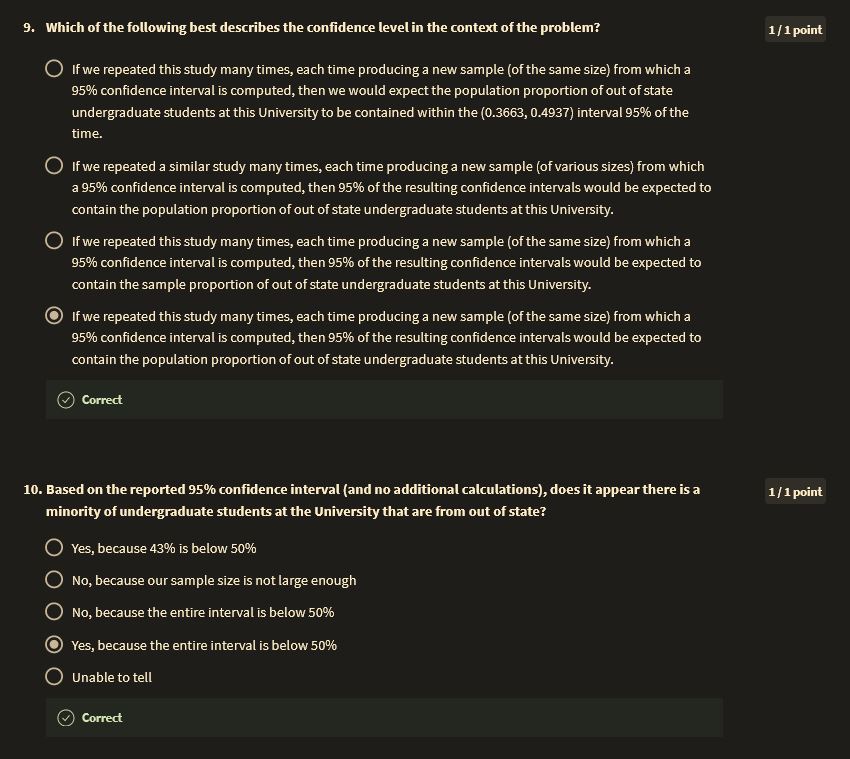 9. Which of the following best describes the confidence level in the context of the problem?
1 / 1 point
If we repeated this study many times, each time producing a new sample (of the same size) from which a
95% confidence interval is computed, then we would expect the population proportion of out of state
undergraduate students at this University to be contained within the (0.3663, 0.4937) interval 95% of the
time.
If we repeated a similar study many times, each time producing a new sample (of various sizes) from which
a 95% confidence interval is computed, then 95% of the resulting confidence intervals would be expected to
contain the population proportion of out of state undergraduate students at this University.
If we repeated this study many times, each time producing a new sample (of the same size) from which a
95% confidence interval is computed, then 95% of the resulting confidence intervals would be expected to
contain the sample proportion of out of state undergraduate students at this University.
If we repeated this study many times, each time producing a new sample (of the same size) from which a
95% confidence interval is computed, then 95% of the resulting confidence intervals would be expected to
contain the population proportion of out of state undergraduate students at this University.
Correct
10. Based on the reported 95% confidence interval (and no additional calculations), does it appear there is a
1 / 1 point
minority of undergraduate students at the University that are from out of state?
Yes, because 43% is below 50%
No, because our sample size is not large enough
No, because the entire interval is below 50%
Yes, because the entire interval is below 50%
Unable to tell
Correct